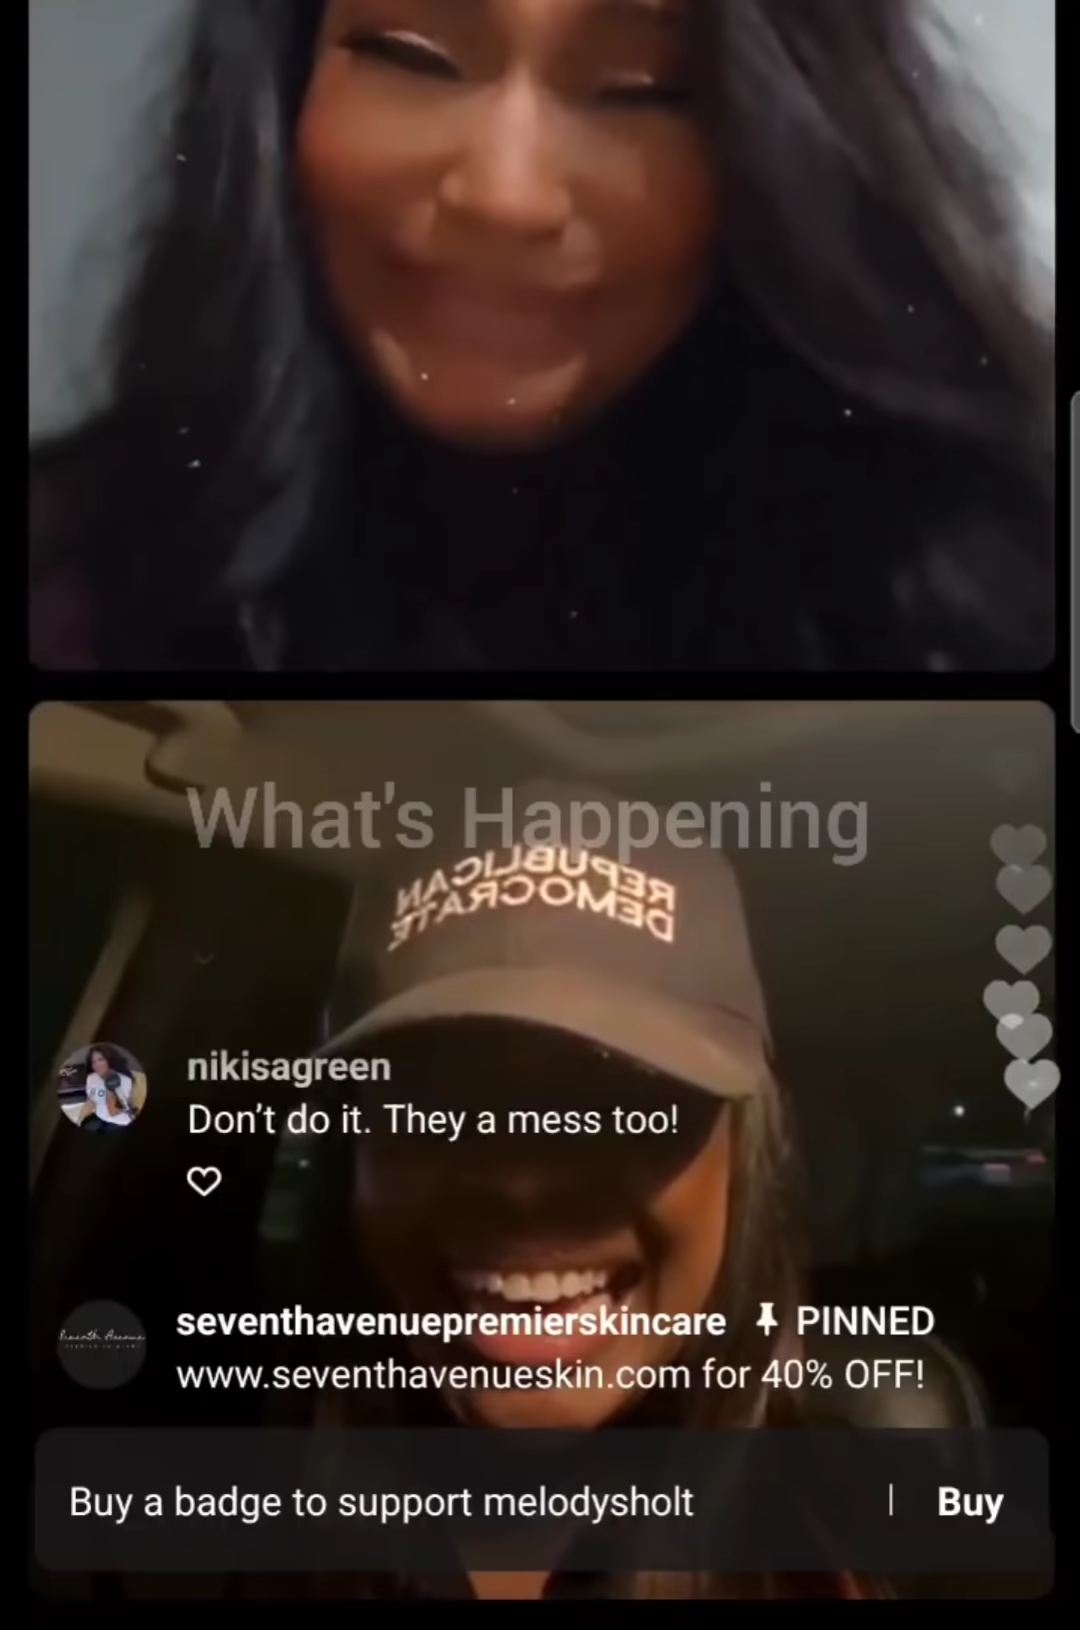 What's Happening
REPUBLICAN
DEMOCRATE
nikisagreen
Don't do it. They a mess too!
seventhavenuepremierskincare PINNED
www.seventhavenueskin.com for 40% OFF!
Buy a badge to support melodysholt | Buy